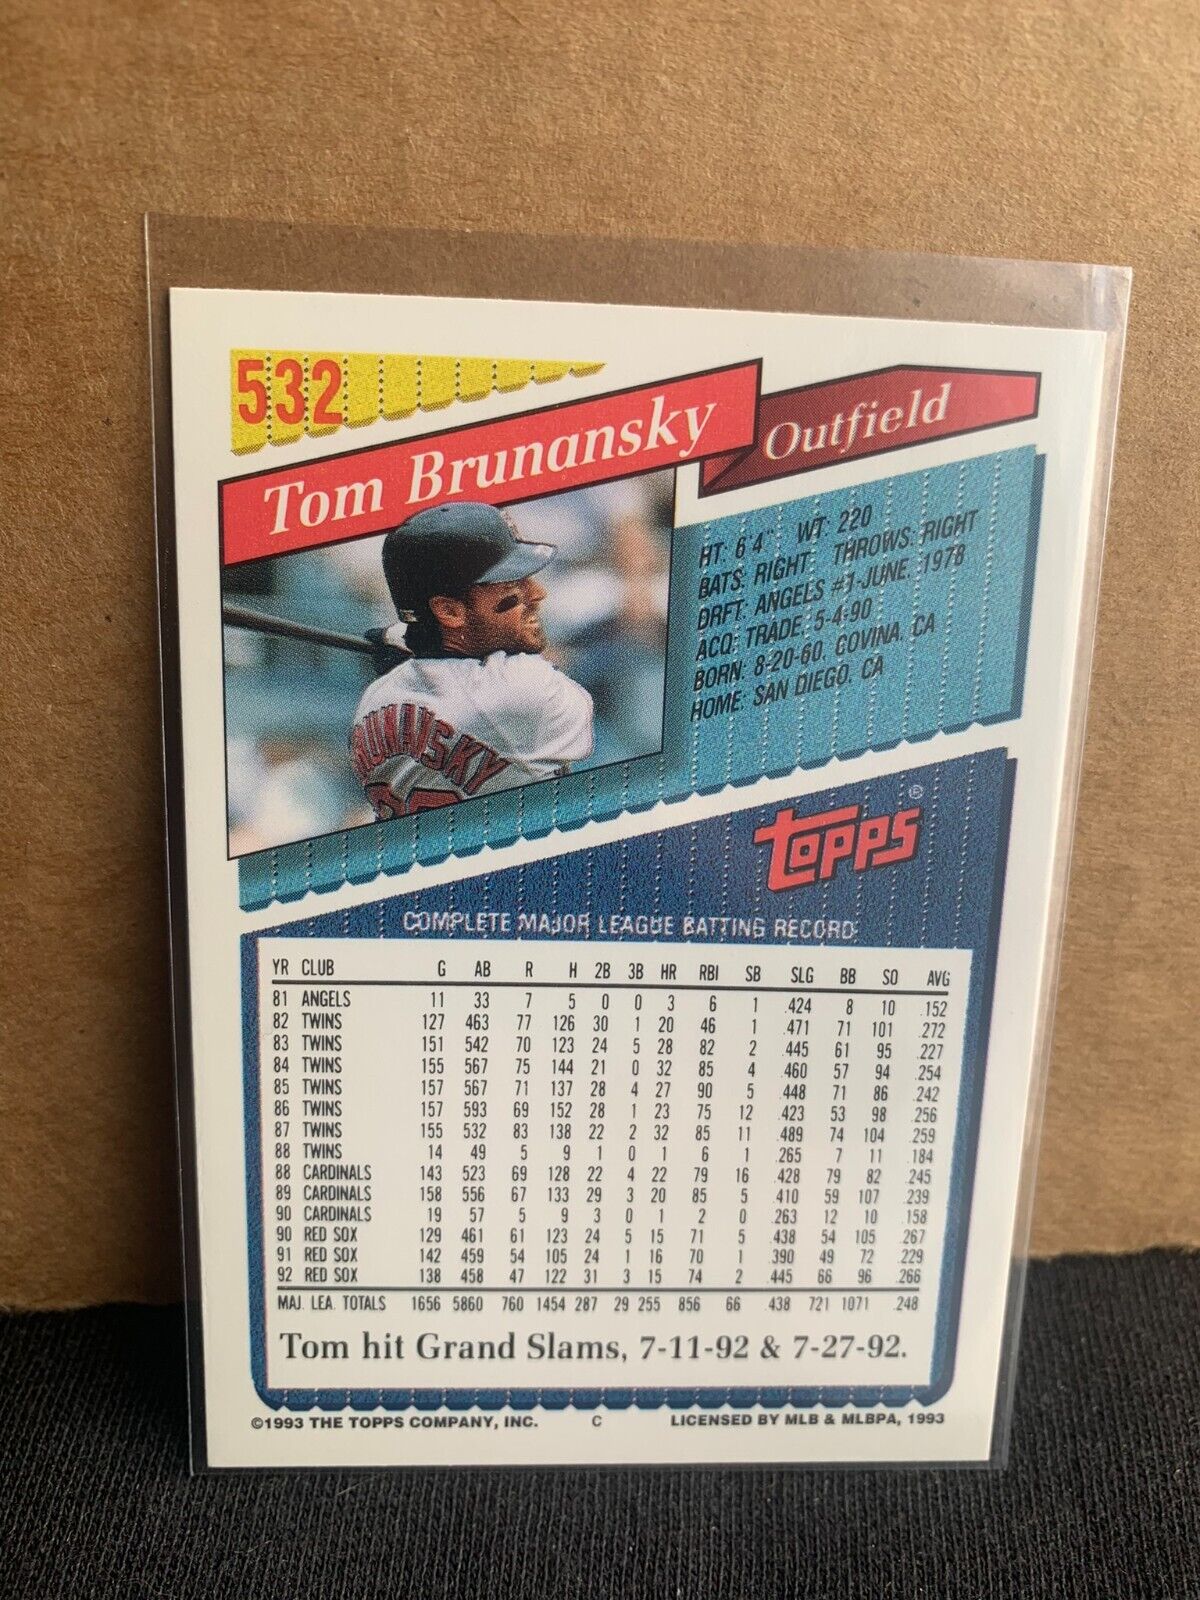 532
Tom Brunansky Outfield
HT: 6'4" WT: 220
BATS: RIGHT THROWS: RIGHT
DRFT: ANGELS #1-JUNE, 1978
ACQ: TRADE, 5-4-90
BORN: 8-20-60, COVINA, CA
HOME: SAN DIEGO, CA
RUNANSKY
TOPPS®
COMPLETE MAJOR LEAGUE BATTING RECORD
YR CLUB G AB R H 2B 3B HR RBI SB SLG BB SO AVG
81 ANGELS 11 33 7 5 0 0 3 6 1 .424 8 10 .152
82 TWINS 127 463 77 126 30 1 20 46 1 .471 71 101 .272
83 TWINS 151 542 70 123 24 5 28 82 2 .445 61 95 .227
84 TWINS 155 567 75 144 21 0 32 85 4 .460 57 94 .254
85 TWINS 157 567 71 137 28 4 27 90 5 .448 71 86 .242
86 TWINS 157 593 69 152 28 1 23 75 12 .423 53 98 .256
87 TWINS 155 532 83 138 22 2 32 85 11 .489 74 104 .259
88 TWINS 14 49 5 9 1 0 1 6 1 .265 7 11 .184
88 CARDINALS 143 523 69 128 22 4 22 79 16 .428 79 82 .245
89 CARDINALS 158 556 67 133 29 3 20 85 5 .410 59 107 .239
90 CARDINALS 19 57 5 9 3 0 1 2 0 .263 12 10 .158
90 RED SOX 129 461 61 123 24 5 15 71 5 .438 54 105 .267
91 RED SOX 142 459 54 105 24 1 16 70 1 .390 49 72 .229
92 RED SOX 138 458 47 122 31 3 15 74 2 .445 66 96 .266
MAJ. LEA. TOTALS 1656 5860 760 1454 287 29 255 856 66 .438 721 1071 .248
Tom hit Grand Slams, 7-11-92 & 7-27-92.
©1993 THE TOPPS COMPANY, INC. C LICENSED BY MLB & MLBPA, 1993